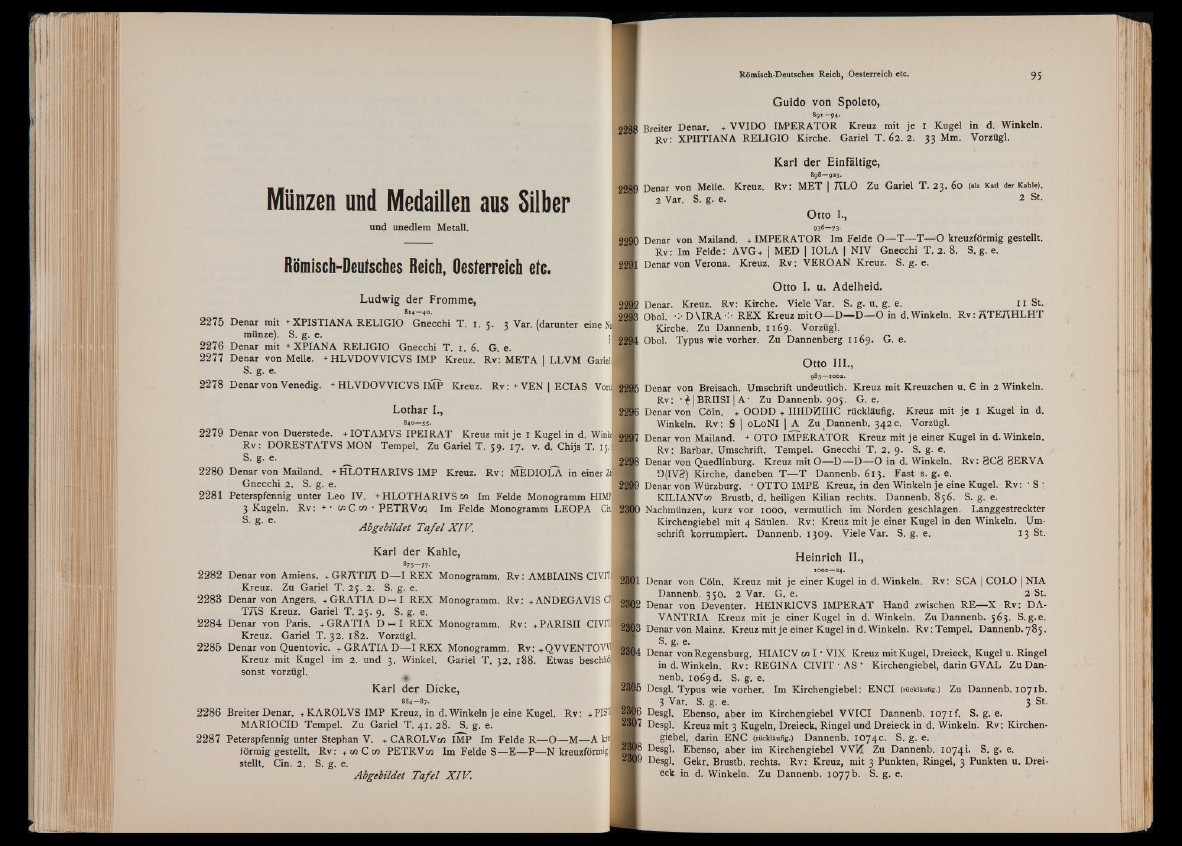 Münzen und Medaillen aus Silber
und unedlem Metall.
Römisch-Deutsches Reich, Oesterreich etc.
Ludwig der Fromme,
814—40.
2275 Denar mit + XPISTIANA RELIGIO Gnecchi T. 1. 5. 3 Var. (darunter eine
münze). S. g. e.
2276 Denar mit + XPIANA RELIGIO Gnecchi T. 1. 6. G. e.
2277 Denar von Melle. + HLVDOVVICVS IMP Kreuz. Rv: META | LLVM
S. g. e.
2278 Denar von Venedig. + HLVDOVVICVS IMP Kreuz. Rv: + VEN | ECIAS
Lothar I.,
840—55.
2279 Denar von Duerstede. + IOTAMVS IPEIRAT Kreuz mit je 1 Kugel in d.
Rv: DORESTATVS MON Tempel. Zu Gariel T. 59. 17. v. d. Chijs T. 15.
S. g. e.
2280 Denar von Mailand. + HLOTHARIVS IMP Kreuz. Rv: MEDIOLA in einer
Gnecchi 2. S. g. e.
2281 Peterspfennig unter Leo IV. + HLOTHARIVS ∽ Im Felde Monogramm
3 Kugeln. Rv: + · ∽ C ∽ · PETRV∽ Im Felde Monogramm LEOPA
S. g. e.
Abgebildet Tafel XIV.
Karl der Kahle,
875—77.
2282 Denar von Amiens. + GRATIA D—I REX Monogramm. Rv: AMBIAINS
Kreuz. Zu Gariel T. 25. 2. S. g. e.
2283 Denar von Angers. + GRATIA D—I REX Monogramm. Rv: + ANDEGAVIS
TAS Kreuz. Gariel T. 25. 9. S. g. e.
2284 Denar von Paris. + GRATIA D—I REX Monogramm. Rv: + PARISII
Kreuz. Gariel T. 32. 182. Vorzügl.
2285 Denar von Quentovic. + GRATIA D—I REX Monogramm. Rv:
Kreuz mit Kugel im 2. und 3. Winkel. Gariel T. 32. 188. Etwas
sonst vorzügl.
Karl der Dicke,
884—87.
2286 Breiter Denar. + KAROLVS IMP Kreuz, in d. Winkeln je eine Kugel. Rv:
MARIOCID Tempel. Zu Gariel T. 41. 28. S. g. e.
2287 Peterspfennig unter Stephan V. + CAROLV∽ IMP Im Felde R—O—M—A
förmig gestellt. Rv: + ∽ C ∽ PETRV∽ Im Felde S—E—P—N
stellt. Cin. 2. S. g. e.
Abgebildet Tafel XIV.
Römisch-Deutsches Reich, Oesterreich etc. 95
Guido von Spoleto,
891—94.
2288 Breiter Denar. + VVIDO IMPERATOR Kreuz mit je 1 Kugel in d. Winkeln.
Rv: XPIITIANA RELIGIO Kirche. Gariel T. 62. 2. 33 Mm. Vorzügl.
Karl der Einfältige,
898—923.
2289 Denar von Melle. Kreuz. Rv: MET | ALO Zu Gariel T. 23. 60 (als Karl der Kahle).
2 Var. S. g. e. 2 St.
Otto I.,
936—73.
2290 Denar von Mailand. + IMPERATOR Im Felde O—T—T—O kreuzförmig gestellt.
Rv: Im Felde: AVG+ | MED | IOLA | NIV Gnecchi T. 2. 8. S. g. e.
2291 Denar von Verona. Kreuz. Rv: VEROAN Kreuz. S. g. e.
Otto I. u. Adelheid.
2292 Denar. Kreuz. Rv: Kirche. Viele Var. S. g. u. g. e. 11 St.
2293 Obol. ·:· D\IRA ·:· REX Kreuz mit O—D—D—O in d. Winkeln. Rv: ATEAHLHT
Kirche. Zu Dannenb. 1169. Vorzügl.
2294 Obol. Typus wie vorher. Zu Dannenberg 1169. G. e.
Otto III.,
983—1002.
2295 Denar von Breisach. Umschrift undeutlich. Kreuz mit Kreuzchen u. Є in 2 Winkeln.
Rv: | BRIISI | A · Zu Dannenb. 905. G. e.
2296 Denar von Cöln. + OODD + rückläufig. Kreuz mit je 1 Kugel in d.
Winkeln. Rv: S | oLoNI | A Zu Dannenb. 342 c. Vorzügl.
2297 Denar von Mailand. + OTO IMPERATOR Kreuz mit je einer Kugel in d. Winkeln.
Rv: Barbar. Umschrift. Tempel. Gnecchi T. 2. 9. S. g. e.
2298 Denar von Quedlinburg. Kreuz mit O—D—D—O in d. Winkeln. Rv:
Kirche, daneben T—T Dannenb. 613. Fast s. g. e.
2299 Denar von Würzburg. · OTTO IMPE Kreuz, in den Winkeln je eine Kugel. Rv: · S ·
KILIANV∽ Brustb. d. heiligen Kilian rechts. Dannenb. 856. S. g. e.
2300 Nachmünzen, kurz vor 1000, vermutlich im Norden geschlagen. Langgestreckter
Kirchengiebel mit 4 Säulen. Rv: Kreuz mit je einer Kugel in den Winkeln. Um-
schrift korrumpiert. Dannenb. 1309. Viele Var. S. g. e. 13 St.
Heinrich II.,
1002—24.
2301 Denar von Cöln. Kreuz mit je einer Kugel in d. Winkeln. Rv: SCA | COLO | NIA
Dannenb. 350. 2 Var. G. e. 2 St.
2302 Denar von Deventer. HEINRICVS IMPERAT Hand zwischen RE—X Rv: DA-
VANTRIA Kreuz mit je einer Kugel in d. Winkeln. Zu Dannenb. 563. S. g. e.
2303 Denar von Mainz. Kreuz mit je einer Kugel in d. Winkeln. Rv: Tempel. Dannenb. 785.
S. g. e.
2304 Denar von Regensburg. HIAICV ∽ I · VIX Kreuz mit Kugel, Dreieck, Kugel u. Ringel
in d. Winkeln. Rv: REGINA CIVIT · AS · Kirchengiebel, darin GVAL Zu Dan-
nenb. 1069 d. S. g. e.
2305 Desgl. Typus wie vorher. Im Kirchengiebel: ENCI (rückläufig.) Zu Dannenb. 1071 b.
3 Var. S. g. e. 3 St.
2306 Desgl. Ebenso, aber im Kirchengiebel VVICI Dannenb. 1071 f. S. g. e.
2307 Desgl. Kreuz mit 3 Kugeln, Dreieck, Ringel und Dreieck in d. Winkeln. Rv: Kirchen-
giebel, darin ENC (rückläufig.) Dannenb. 1074 c. S. g. e.
2308 Desgl. Ebenso, aber im Kirchengiebel Zu Dannenb. 1074 i. S. g. e.
2309 Desgl. Gekr. Brustb. rechts. Rv: Kreuz, mit 3 Punkten, Ringel, 3 Punkten u. Drei-
eck in d. Winkeln. Zu Dannenb. 1077 b. S. g. e.